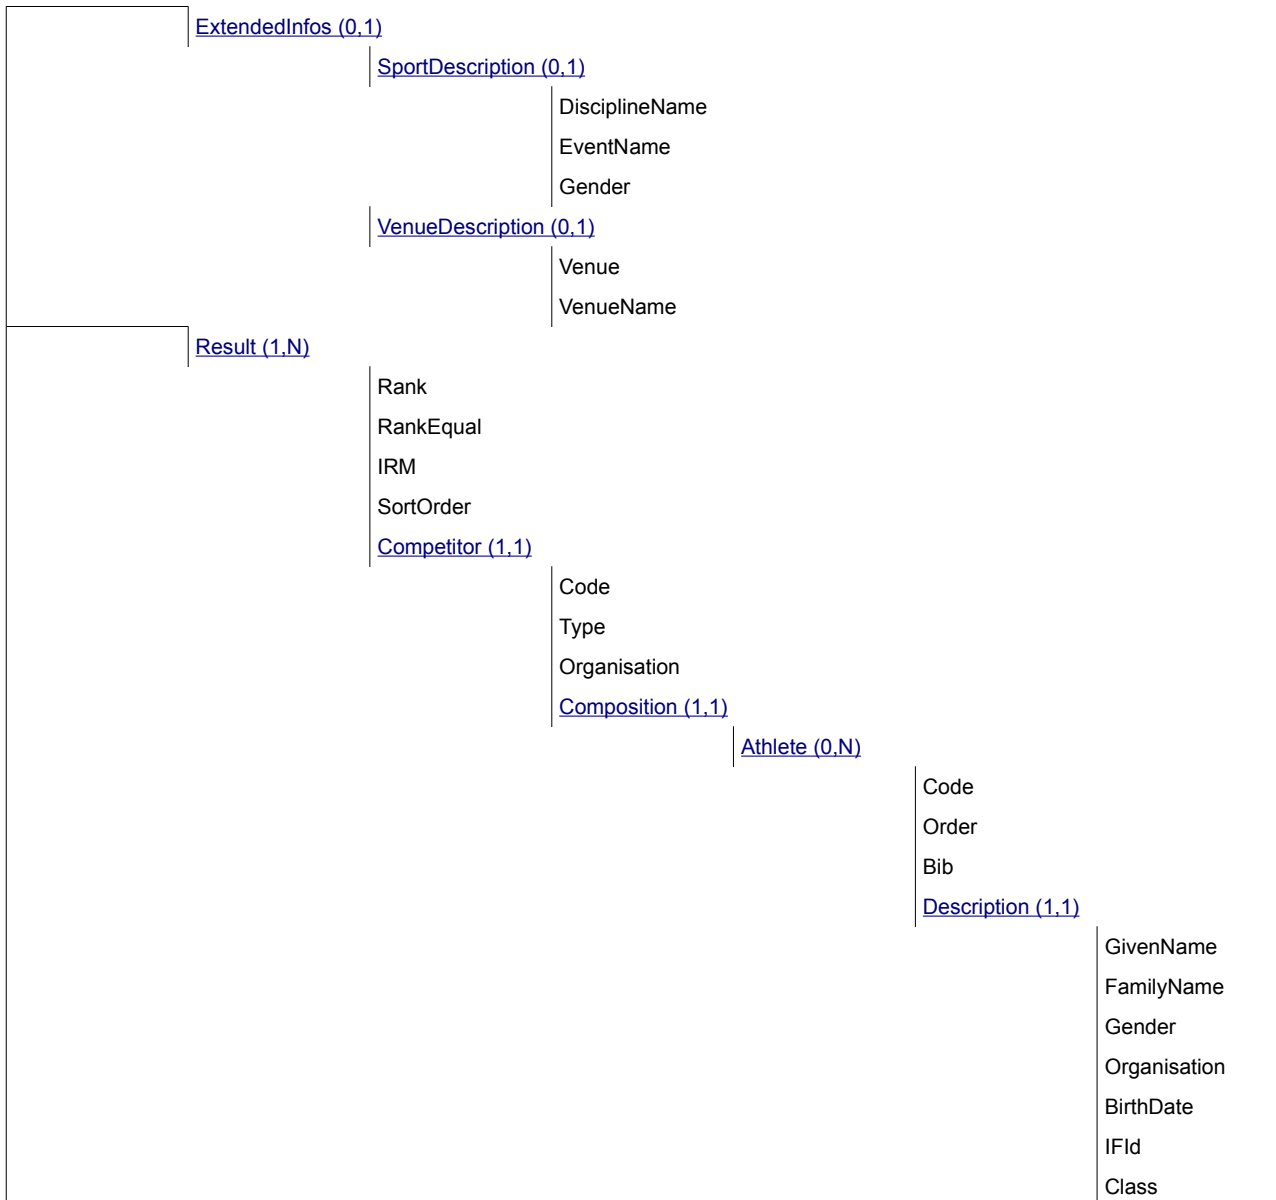 ExtendedInfos (0,1)
SportDescription (0,1)
DisciplineName
EventName
Gender
VenueDescription (0,1)
Venue
VenueName
Result (1,N)
Rank
RankEqual
IRM
SortOrder
Competitor (1,1)
Code
Type
Organisation
Composition (1,1)
Athlete (0,N)
Code
Order
Bib
Description (1,1)
GivenName
FamilyName
Gender
Organisation
BirthDate
IFId
Class